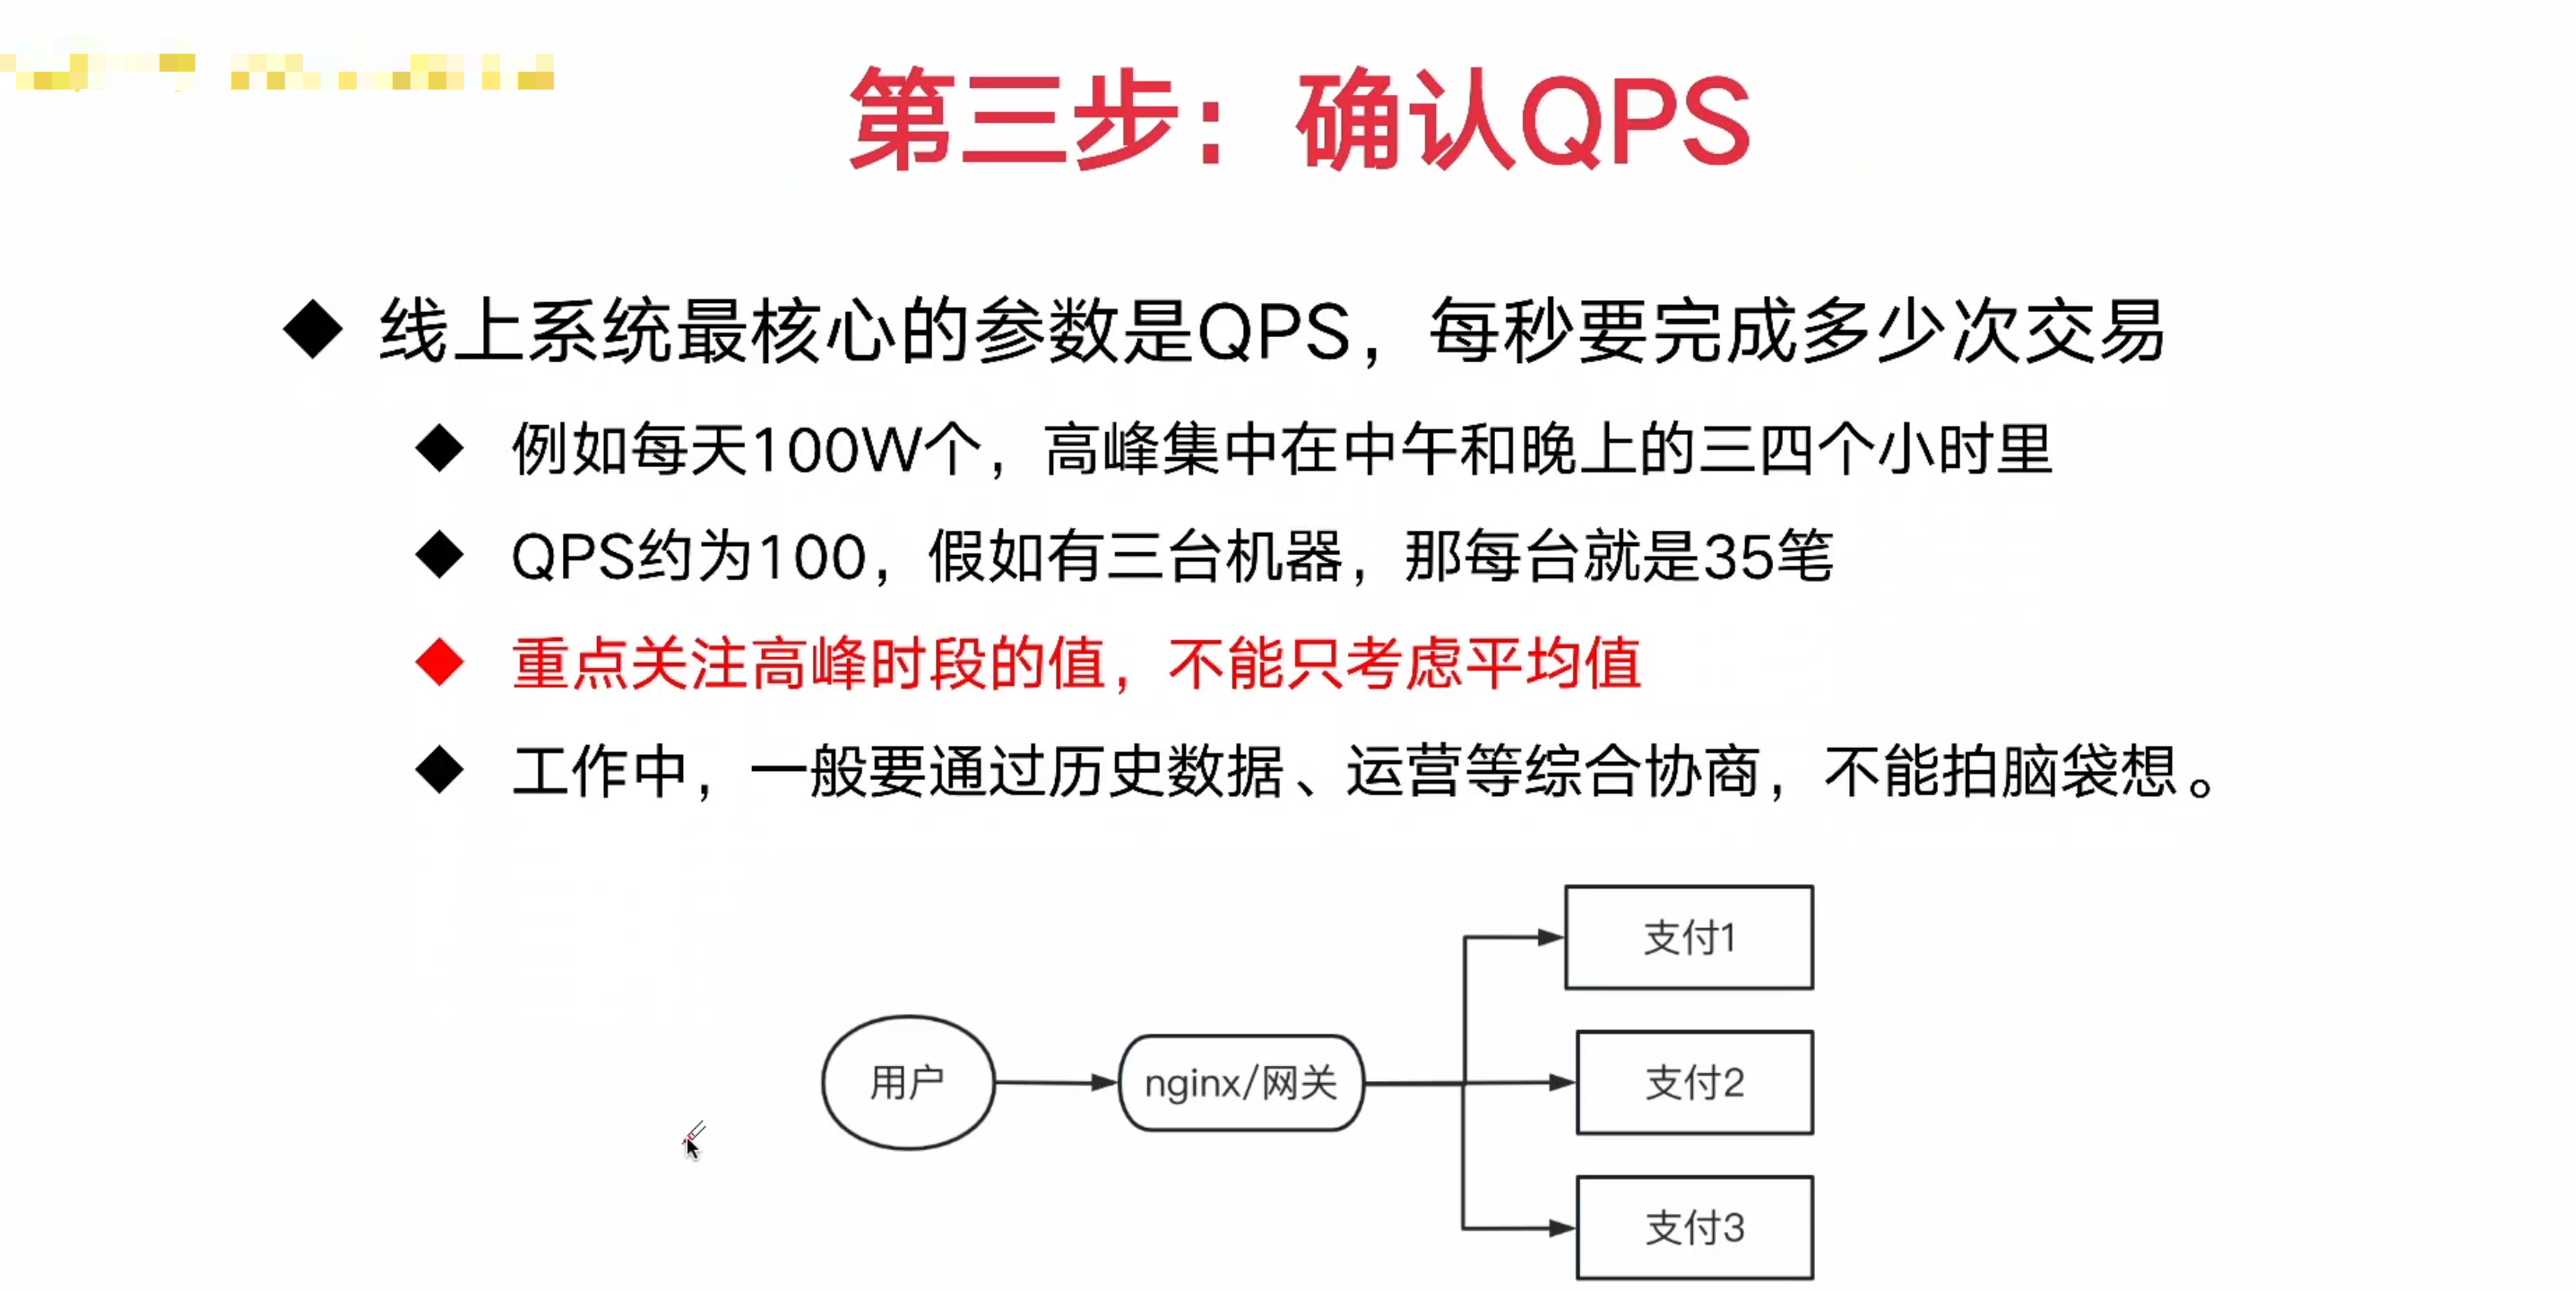 第三步：确认QPS
线上系统最核心的参数是QPS，每秒要完成多少次交易
例如每天100W个，高峰集中在中午和晚上的三四个小时里
QPS约为100，假如有三台机器，那每台就是35笔
重点关注高峰时段的值，不能只考虑平均值
工作中，一般要通过历史数据、运营等综合协商，不能拍脑袋想。
支付1
用户
nginx/网关
支付2
支付3